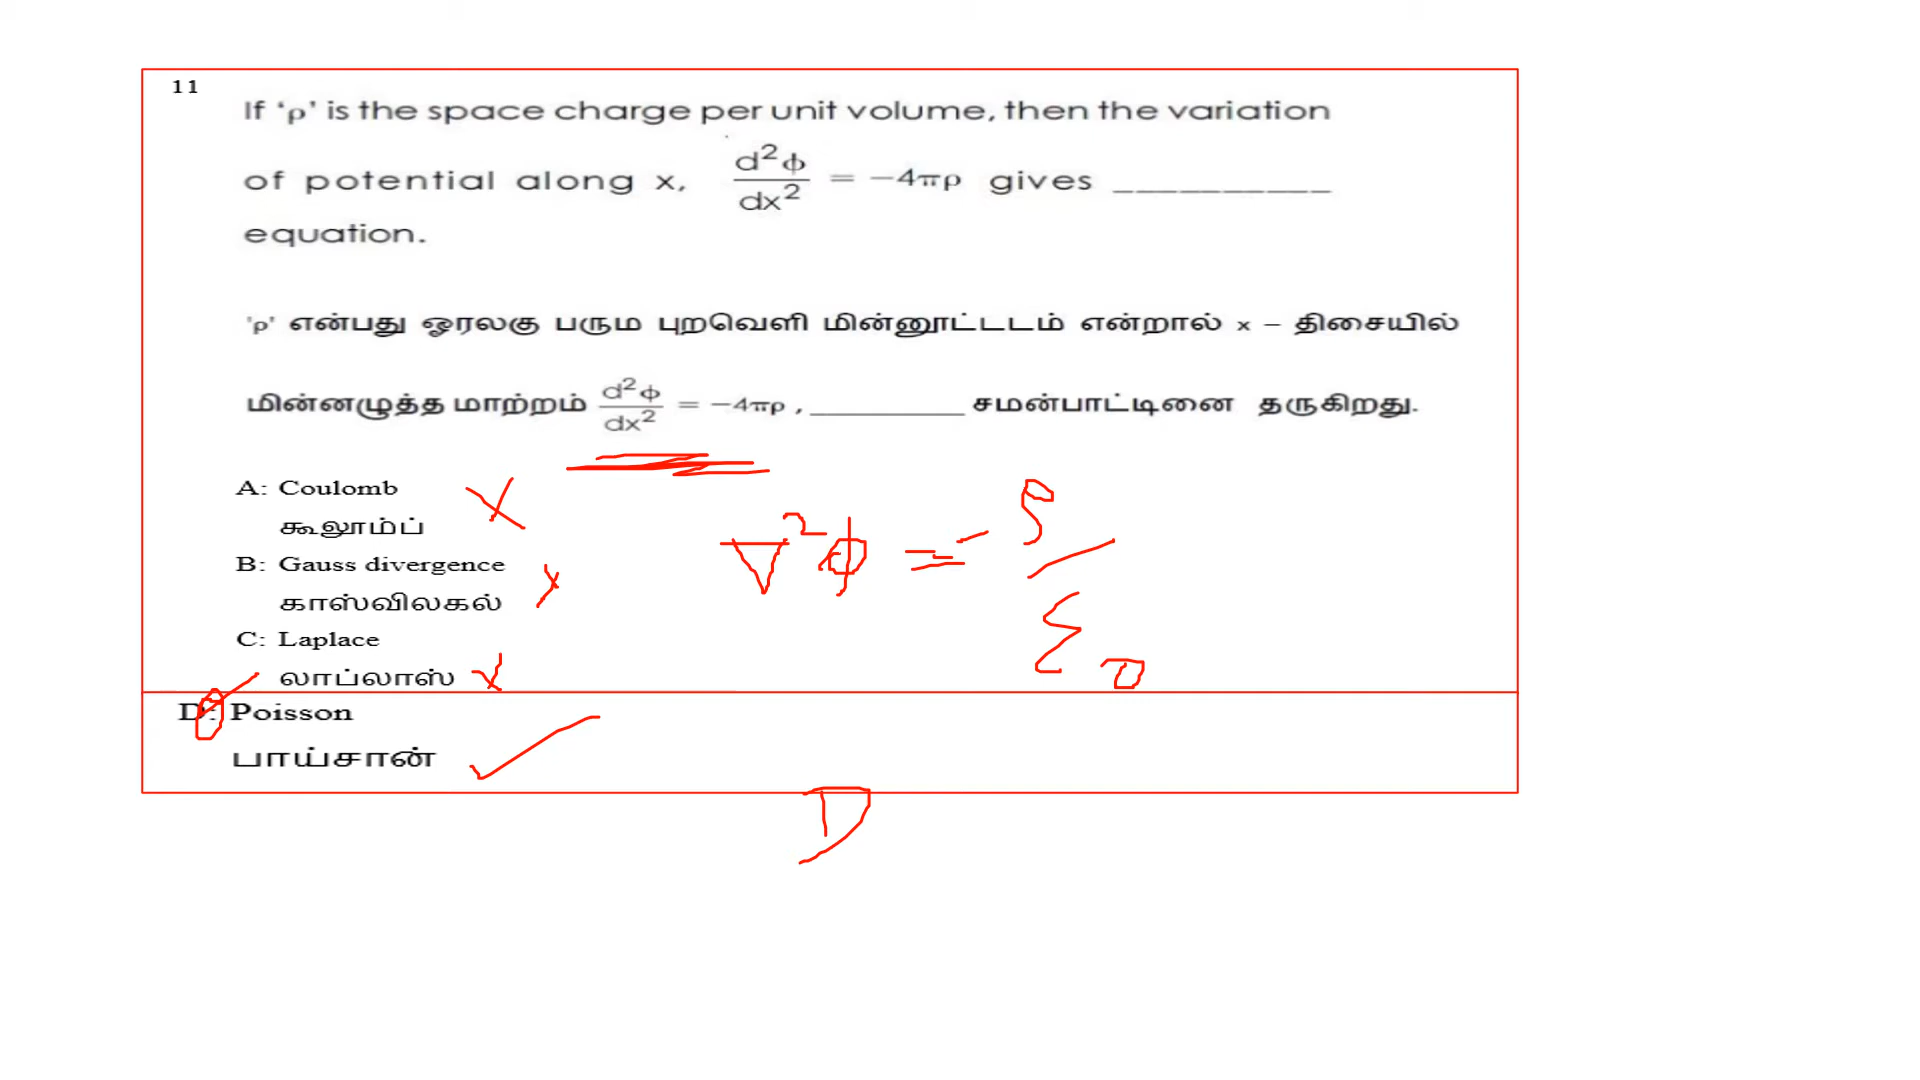 11
If ‘ρ’ is the space charge per unit volume, then the variation
of potential along x, d²ϕ/dx² = −4πρ gives __________
equation.
'ρ' என்பது ஓரலகு பரும புறவெளி மின்னூட்டடம் என்றால் x – திசையில்
மின்னழுத்த மாற்றம் d²ϕ/dx² = −4πρ , __________ சமன்பாட்டினை தருகிறது.
A: Coulomb
கூலூம்ப்
B: Gauss divergence
காஸ்விலகல்
∇²ϕ = - ρ/ε₀
C: Laplace
லாப்லாஸ்
D: Poisson
பாய்சான்
D